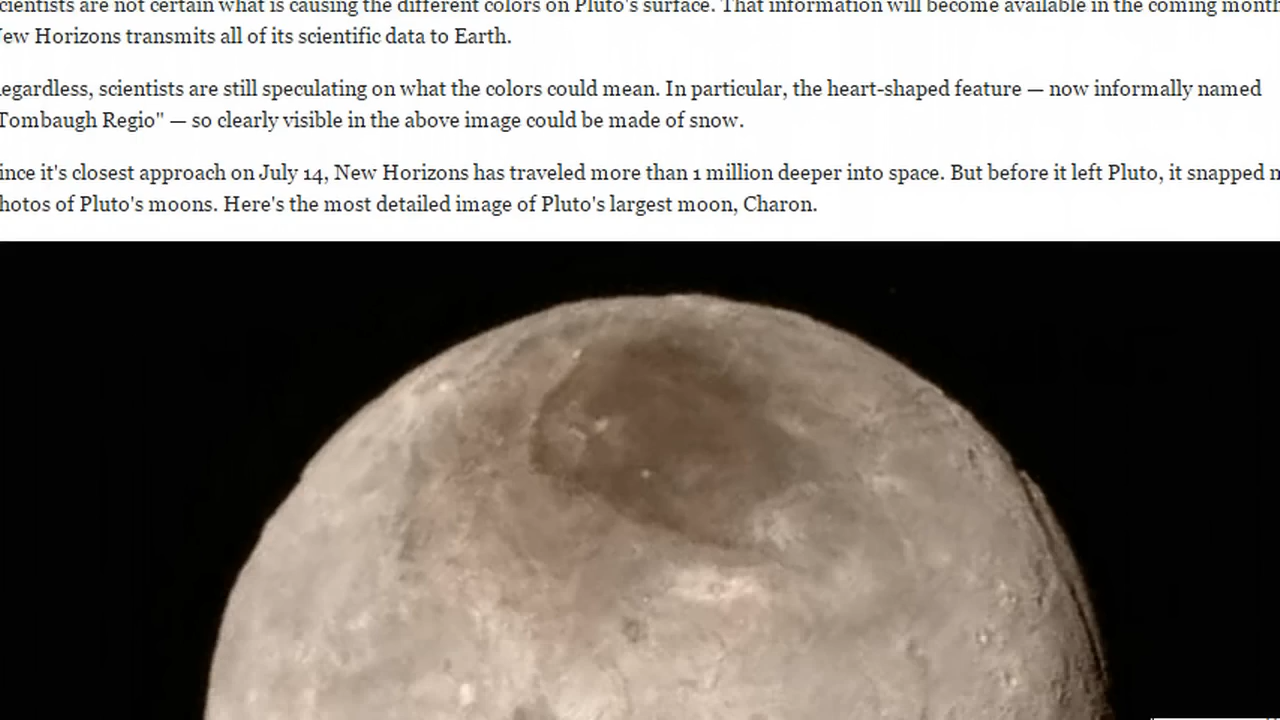 cientists are not certain what is causing the different colors on Pluto's surface. That information will become available in the coming month
ew Horizons transmits all of its scientific data to Earth.
egardless, scientists are still speculating on what the colors could mean. In particular, the heart-shaped feature — now informally named
Tombaugh Regio" — so clearly visible in the above image could be made of snow.
ince it's closest approach on July 14, New Horizons has traveled more than 1 million deeper into space. But before it left Pluto, it snapped m
hotos of Pluto's moons. Here's the most detailed image of Pluto's largest moon, Charon.